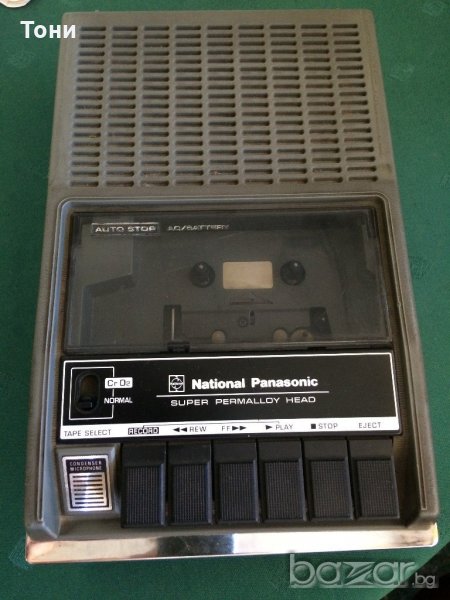 Тони
AUTO STOP AC/BATTERY
CrO2
NORMAL
National
National Panasonic
SUPER PERMALLOY HEAD
TAPE SELECT RECORD ◀◀ REW FF ▶▶ ▶ PLAY ■ STOP EJECT
CONDENSER
MICROPHONE
bazar.bg